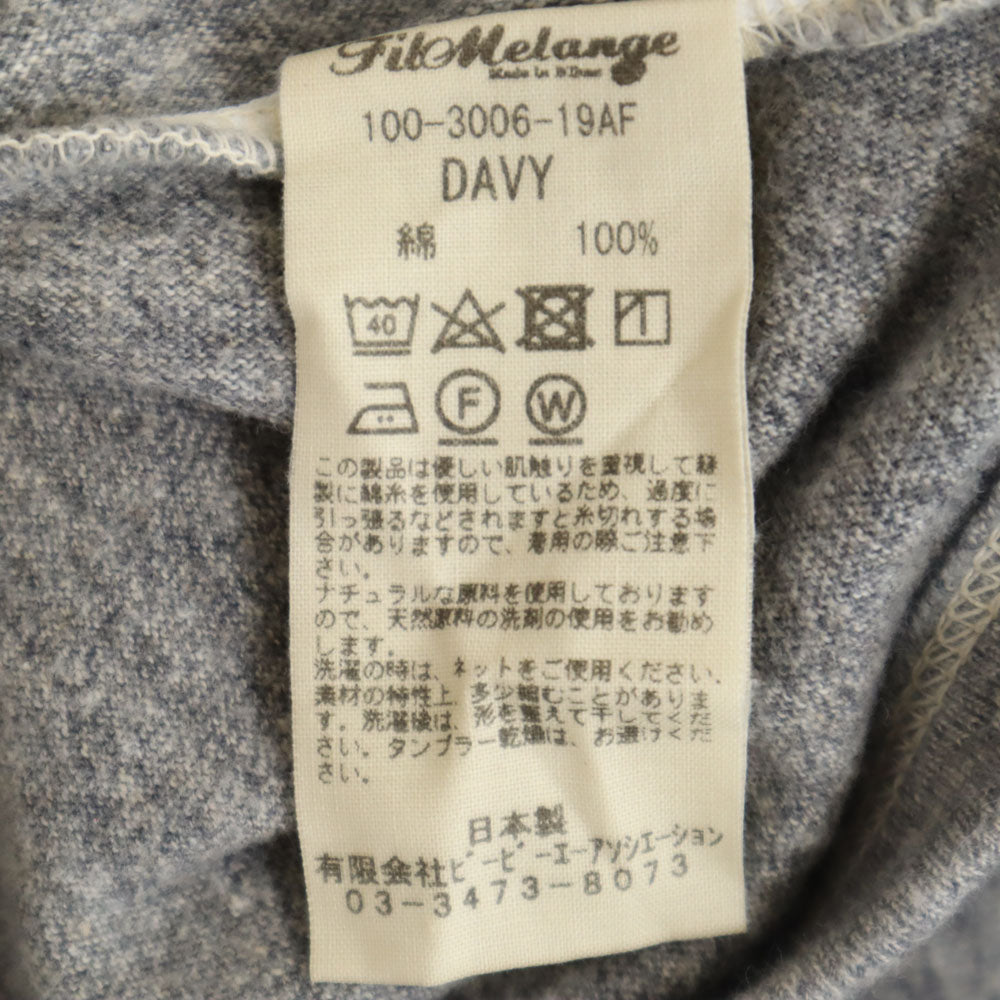 FilMelange
100-3006-19AF
DAVY
綿 100%
40
F W
この製品は優しい肌触りを重視して縫
製に綿糸を使用しているため、過度に
引っ張るなどされますと糸切れする場
合がありますので、着用の際ご注意下
さい。
ナチュラルな原料を使用しております
ので、天然原料の洗剤の使用をお勧め
します。
洗濯の時は、ネットをご使用ください。
素材の特性上、多少縮むことがありま
す。洗濯後は、形を整えて干してくだ
さい。タンブラー乾燥は、お避けくだ
さい。
日本製
有限会社ビーピーエーアソシエーション
03-3473-8073